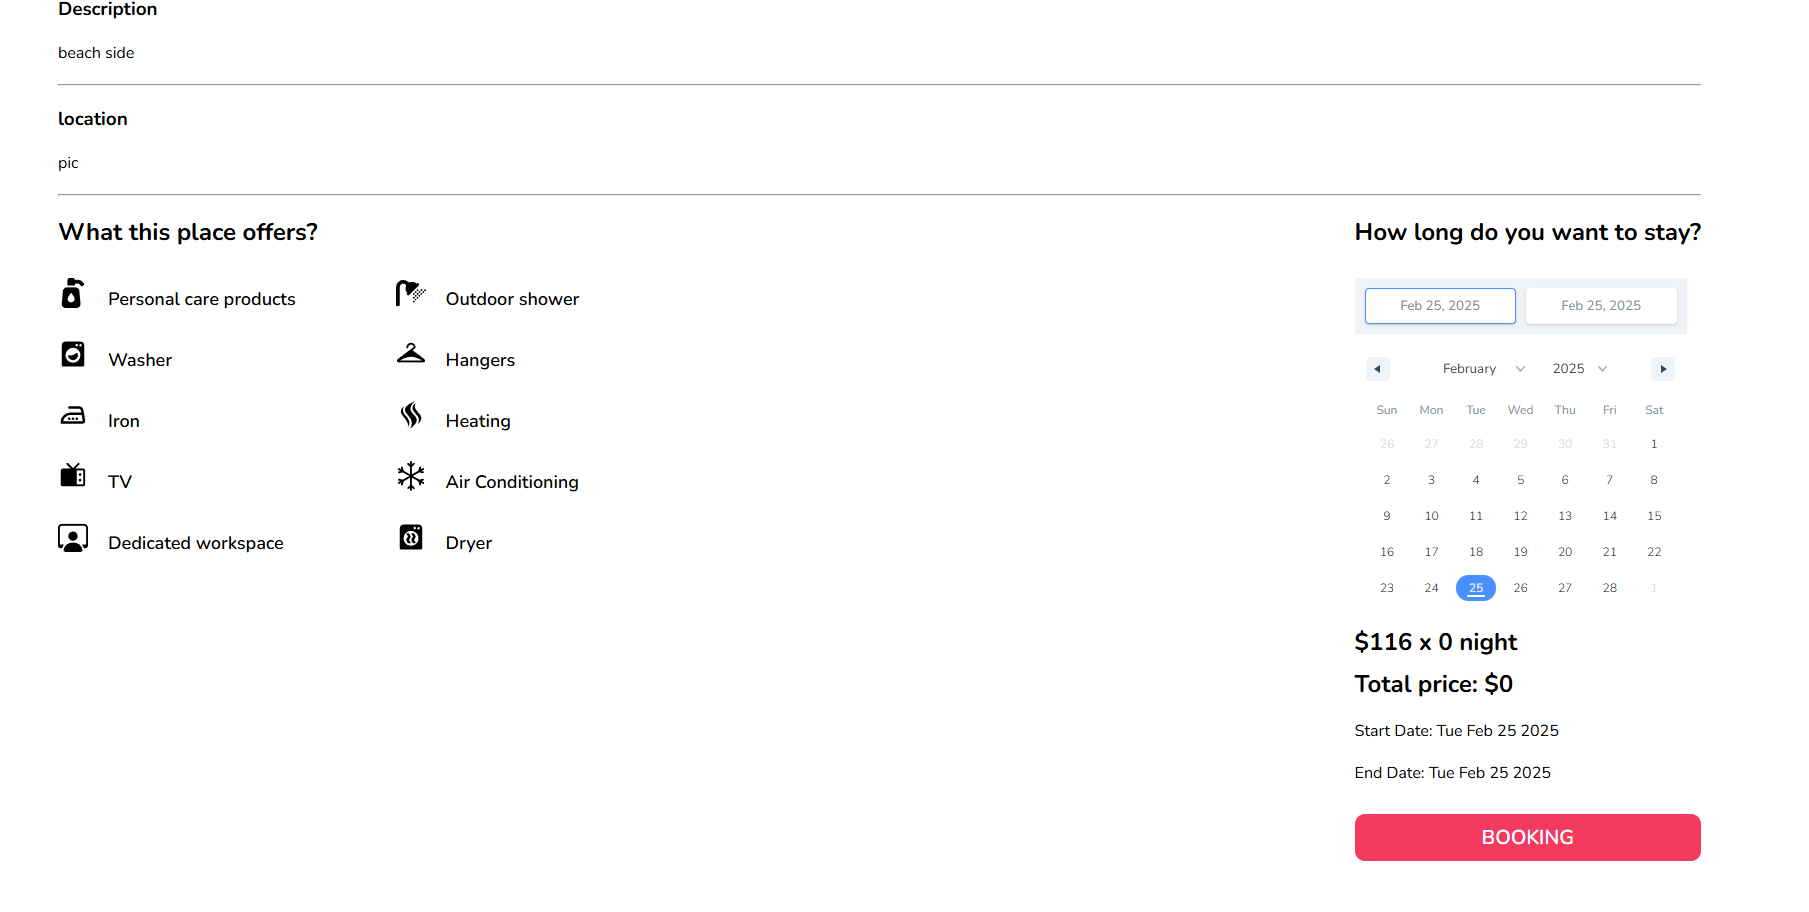 Description
beach side
location
pic
What this place offers?
Personal care products
Outdoor shower
Washer
Hangers
Iron
Heating
TV
Air Conditioning
Dedicated workspace
Dryer
How long do you want to stay?
Feb 25, 2025 Feb 25, 2025
February 2025
Sun Mon Tue Wed Thu Fri Sat
26 27 28 29 30 31 1
2 3 4 5 6 7 8
9 10 11 12 13 14 15
16 17 18 19 20 21 22
23 24 25 26 27 28 1
$116 x 0 night
Total price: $0
Start Date: Tue Feb 25 2025
End Date: Tue Feb 25 2025
BOOKING